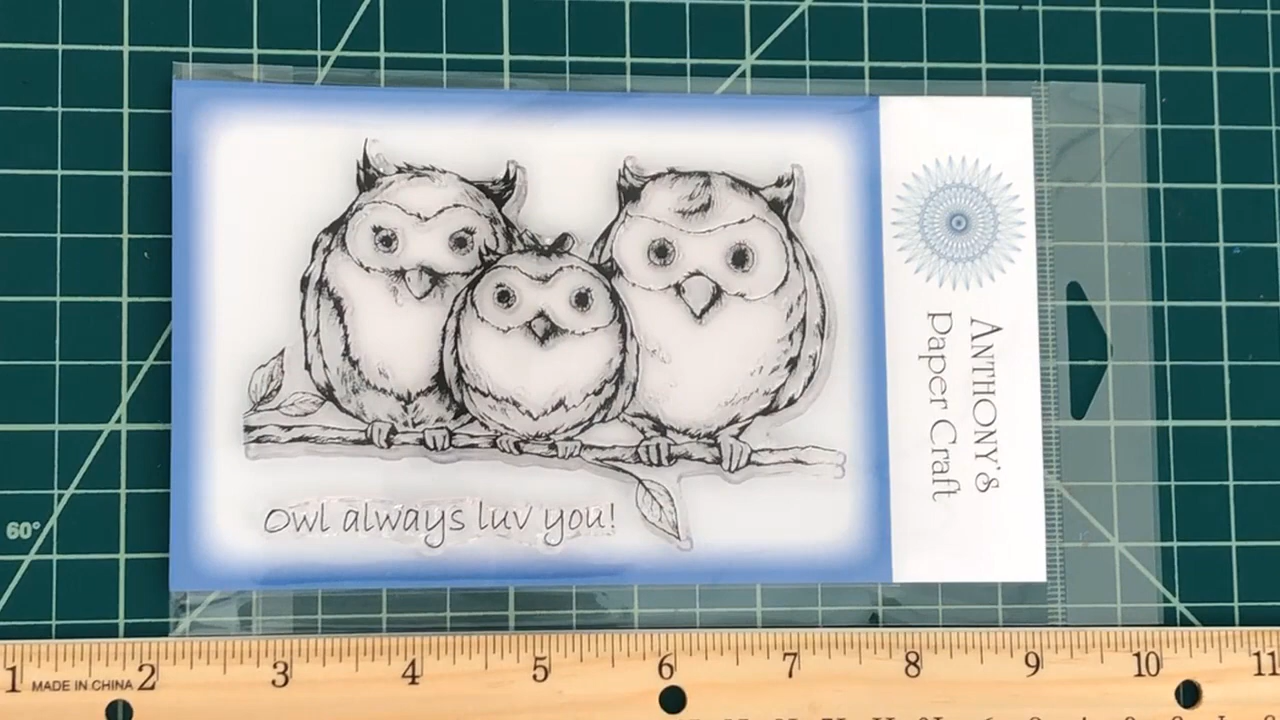 Owl always luv you!
ANTHONY'S
Paper Craft
60°
1 2 3 4 5 6 7 8 9 10 11
MADE IN CHINA